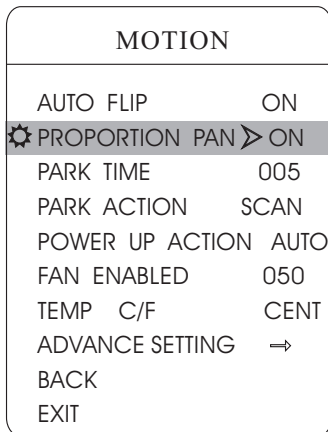 MOTION
AUTO FLIP ON
PROPORTION PAN ON
PARK TIME 005
PARK ACTION SCAN
POWER UP ACTION AUTO
FAN ENABLED 050
TEMP C/F CENT
ADVANCE SETTING →
BACK
EXIT